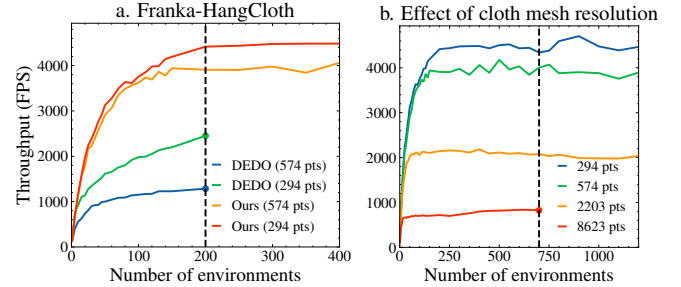 a. Franka-HangCloth
Throughput (FPS)
4000
3000
2000
1000
0
DEDO (574 pts)
DEDO (294 pts)
Ours (574 pts)
Ours (294 pts)
0 100 200 300 400
Number of environments
b. Effect of cloth mesh resolution
4000
3000
2000
1000
0
294 pts
574 pts
2203 pts
8623 pts
0 250 500 750 1000
Number of environments